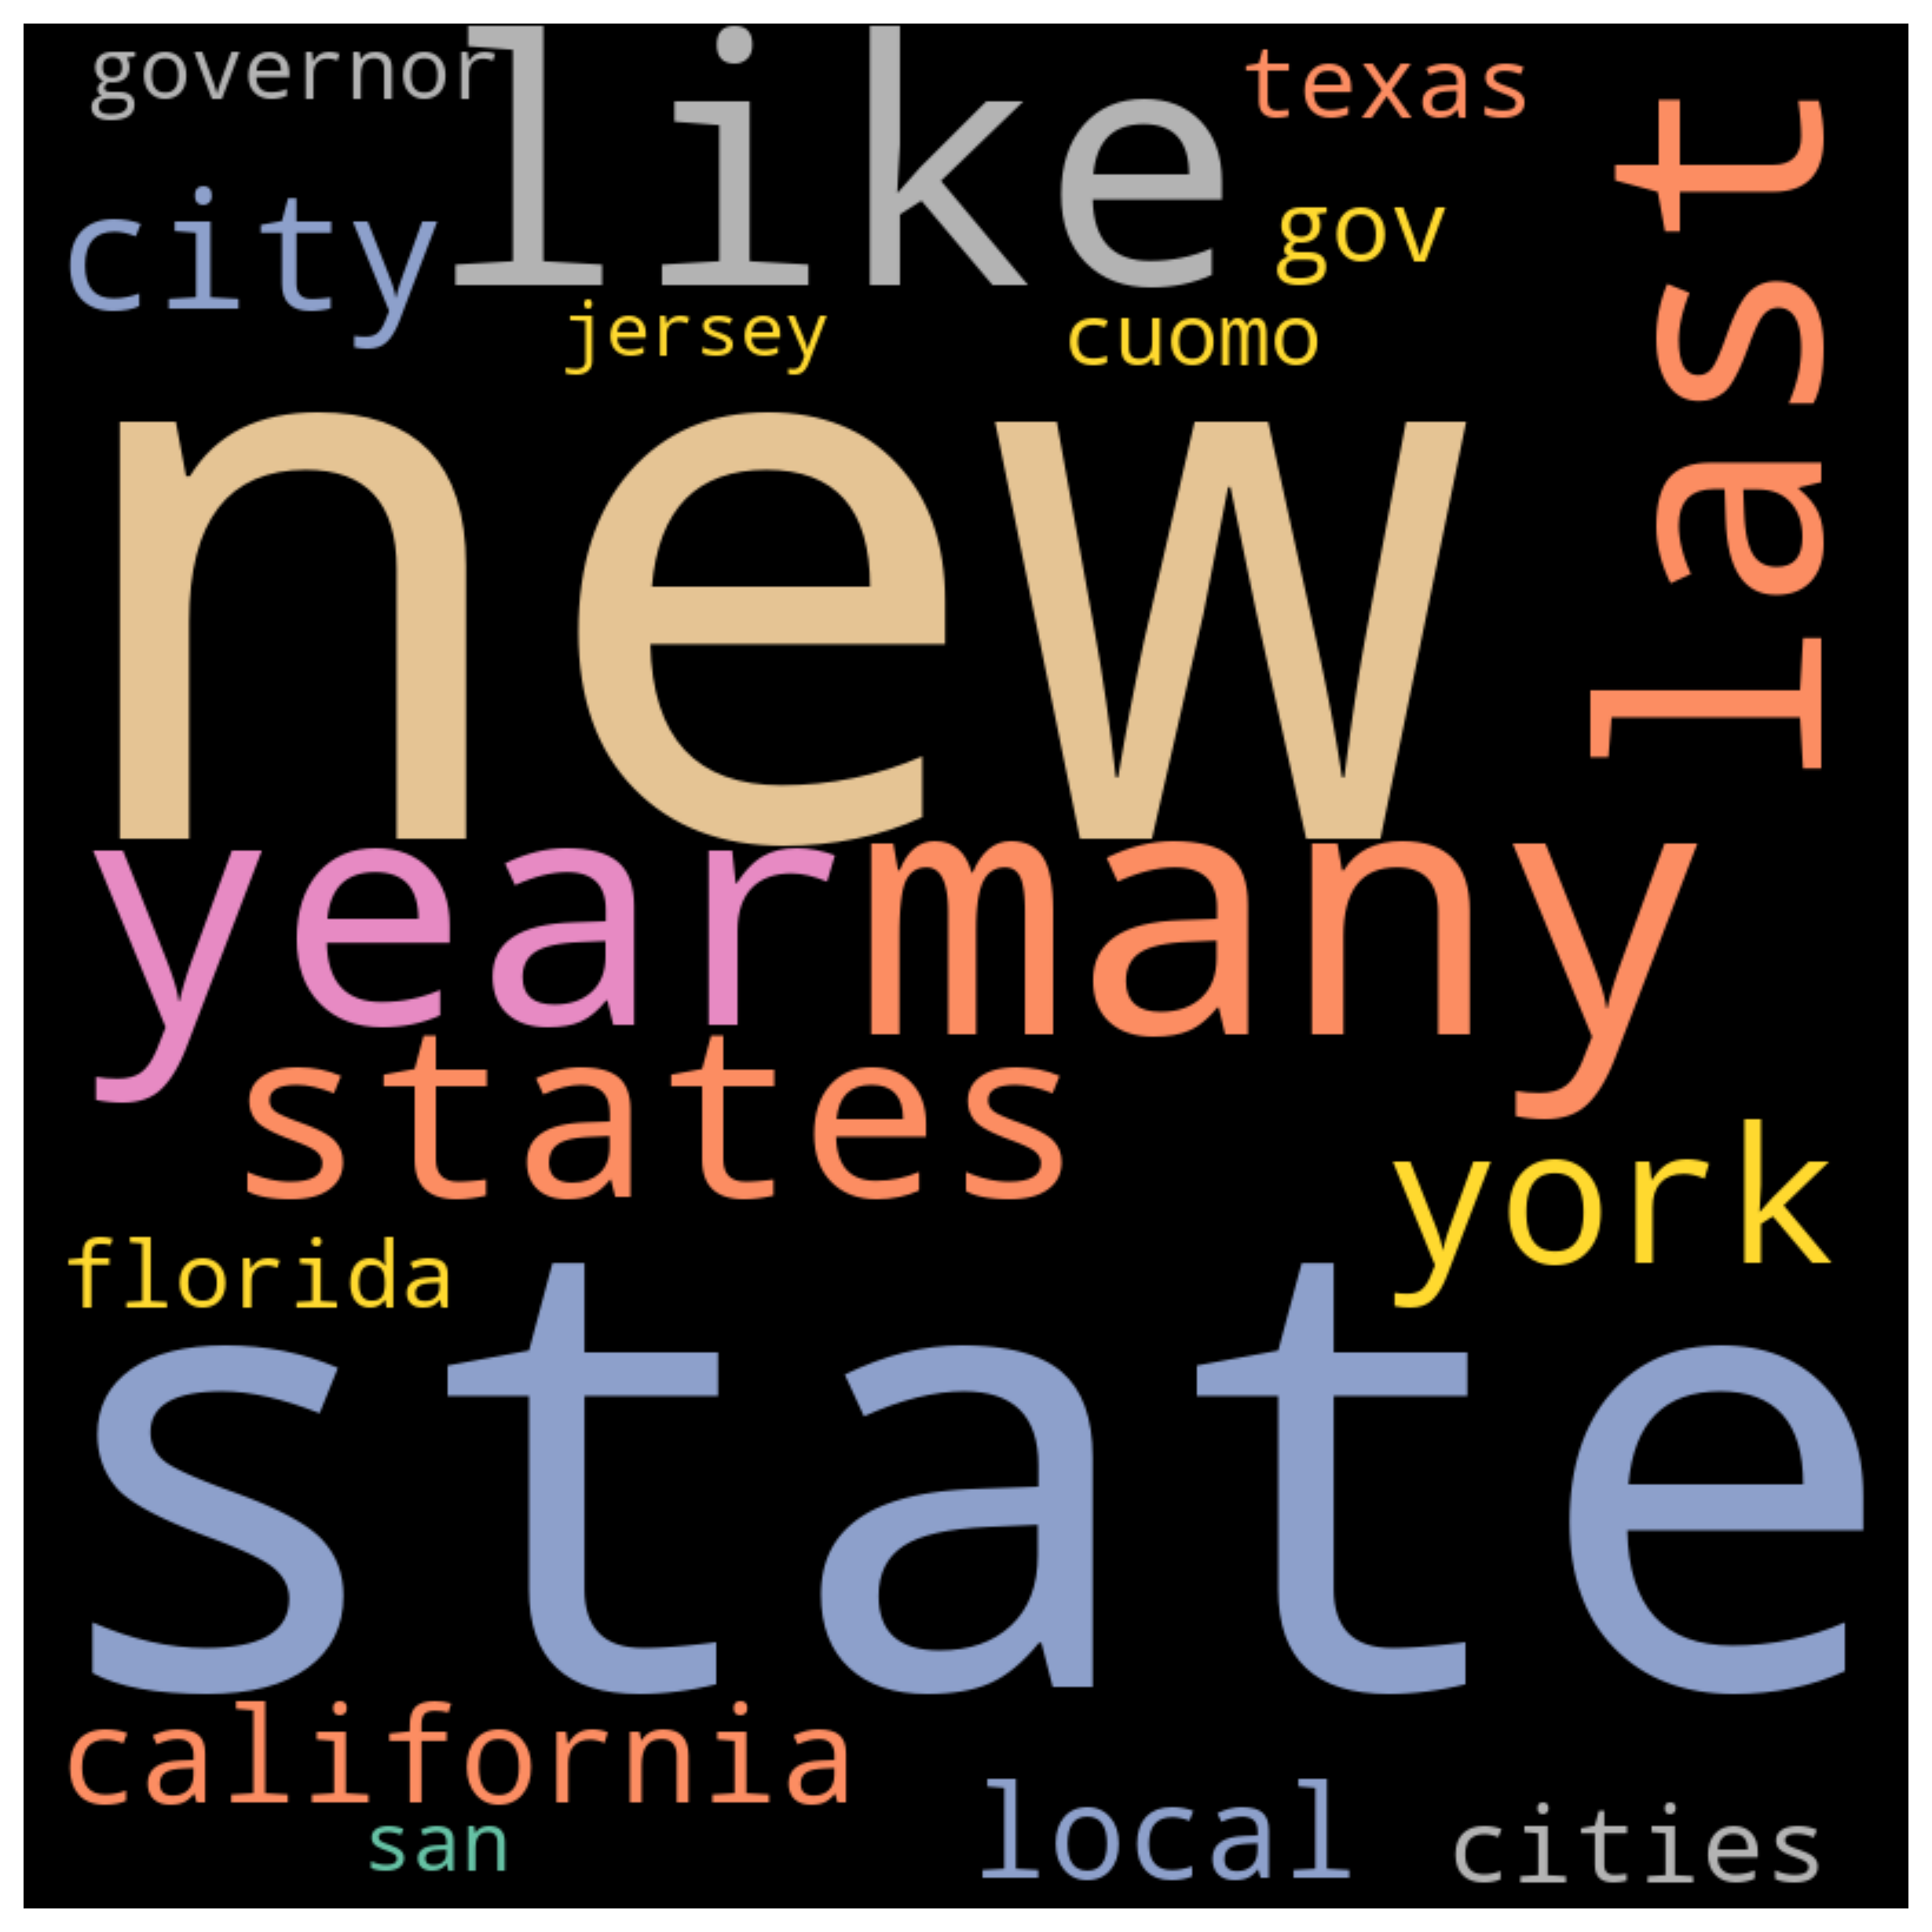 governor
like
texas
city
gov
jersey
cuomo
last
new
year
many
states
york
florida
state
california
local
cities
san